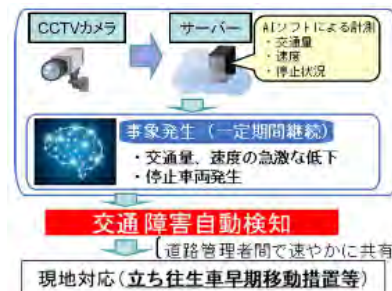 CCTVカメラ
サーバー
AIソフトによる計測
・交通量
・速度
・停止状況
事象発生（一定期間継続）
・交通量、速度の急激な低下
・停止車両発生
交通障害自動検知
道路管理者間で速やかに共有
現地対応（立ち往生車早期移動措置等）